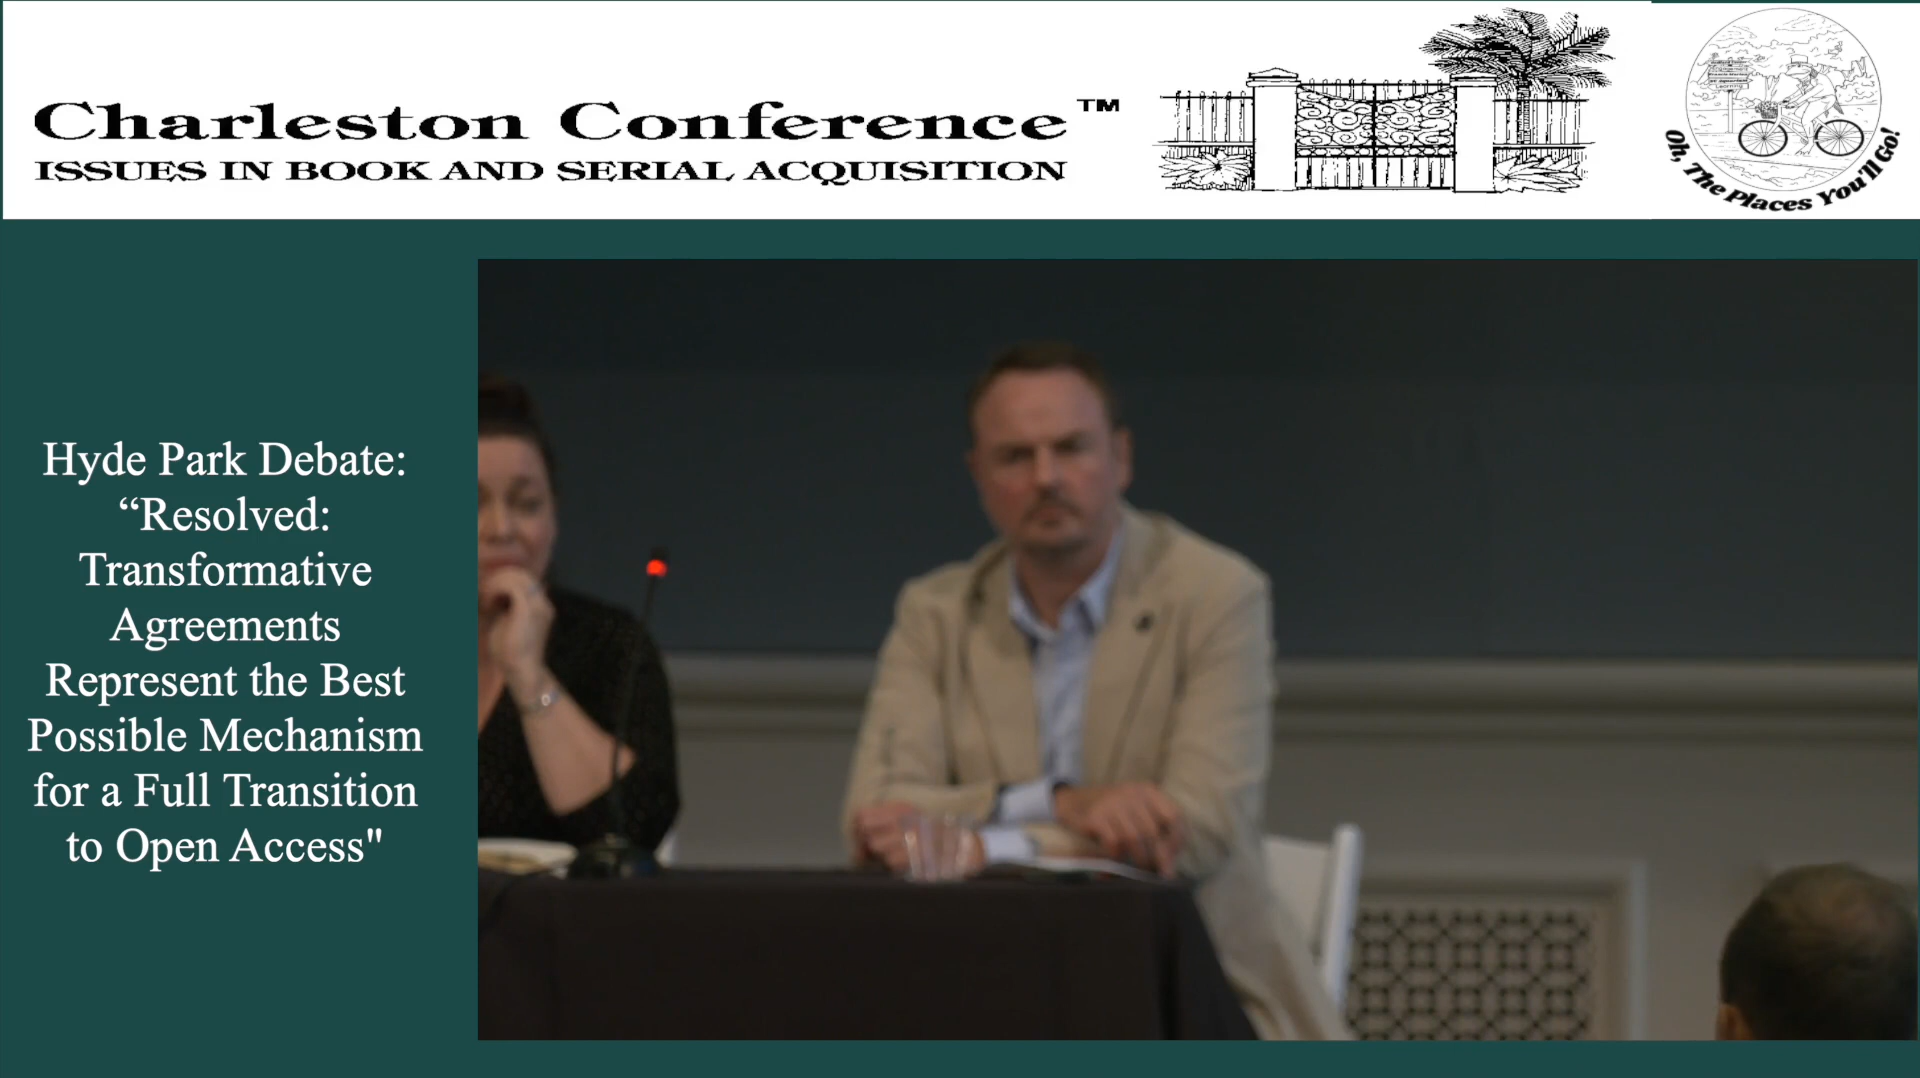 Charleston Conference™
ISSUES IN BOOK AND SERIAL ACQUISITION
Oh, The Places You'll Go!
Hyde Park Debate:
“Resolved:
Transformative
Agreements
Represent the Best
Possible Mechanism
for a Full Transition
to Open Access"